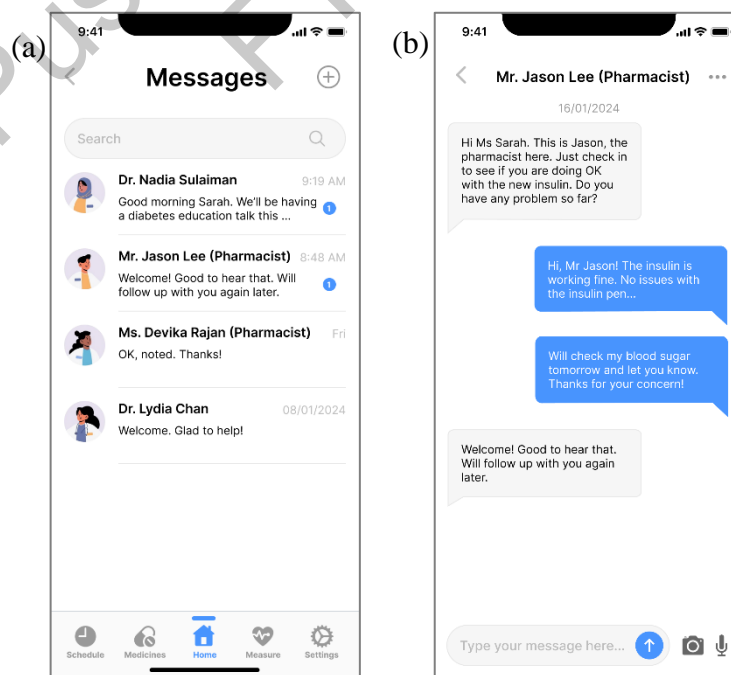 (a)
9:41
Messages
Search
Dr. Nadia Sulaiman 9:19 AM
Good morning Sarah. We'll be having
a diabetes education talk this ...
1
Mr. Jason Lee (Pharmacist) 8:48 AM
Welcome! Good to hear that. Will
follow up with you again later.
1
Ms. Devika Rajan (Pharmacist) Fri
OK, noted. Thanks!
Dr. Lydia Chan 08/01/2024
Welcome. Glad to help!
Schedule Medicines Home Measure Settings
(b)
9:41
Mr. Jason Lee (Pharmacist)
16/01/2024
Hi Ms Sarah. This is Jason, the
pharmacist here. Just check in
to see if you are doing OK
with the new insulin. Do you
have any problem so far?
Hi, Mr Jason! The insulin is
working fine. No issues with
the insulin pen...
Will check my blood sugar
tomorrow and let you know.
Thanks for your concern!
Welcome! Good to hear that.
Will follow up with you again
later.
Type your message here...